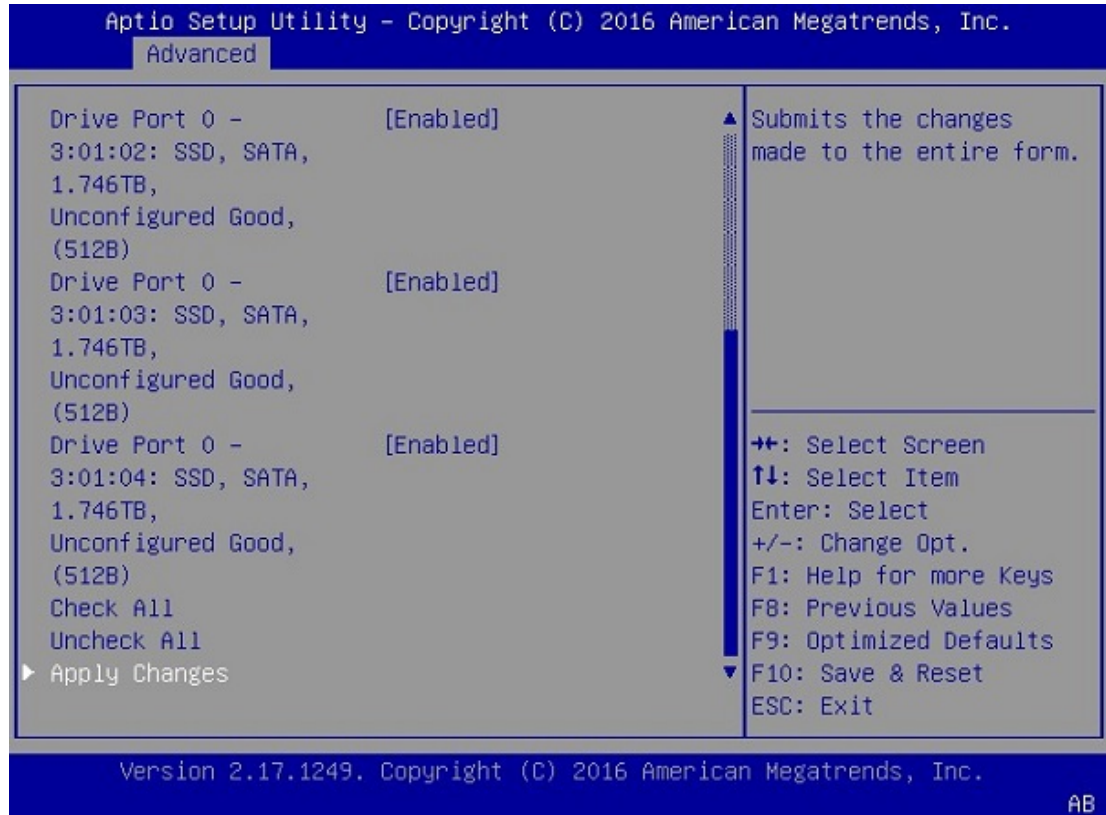 Aptio Setup Utility – Copyright (C) 2016 American Megatrends, Inc.
Advanced
Drive Port 0 – [Enabled]
3:01:02: SSD, SATA,
1.746TB,
Unconfigured Good,
(512B)
Drive Port 0 – [Enabled]
3:01:03: SSD, SATA,
1.746TB,
Unconfigured Good,
(512B)
Drive Port 0 – [Enabled]
3:01:04: SSD, SATA,
1.746TB,
Unconfigured Good,
(512B)
Check All
Uncheck All
Apply Changes
Submits the changes
made to the entire form.
→←: Select Screen
↑↓: Select Item
Enter: Select
+/-: Change Opt.
F1: Help for more Keys
F8: Previous Values
F9: Optimized Defaults
F10: Save & Reset
ESC: Exit
Version 2.17.1249. Copyright (C) 2016 American Megatrends, Inc.
AB